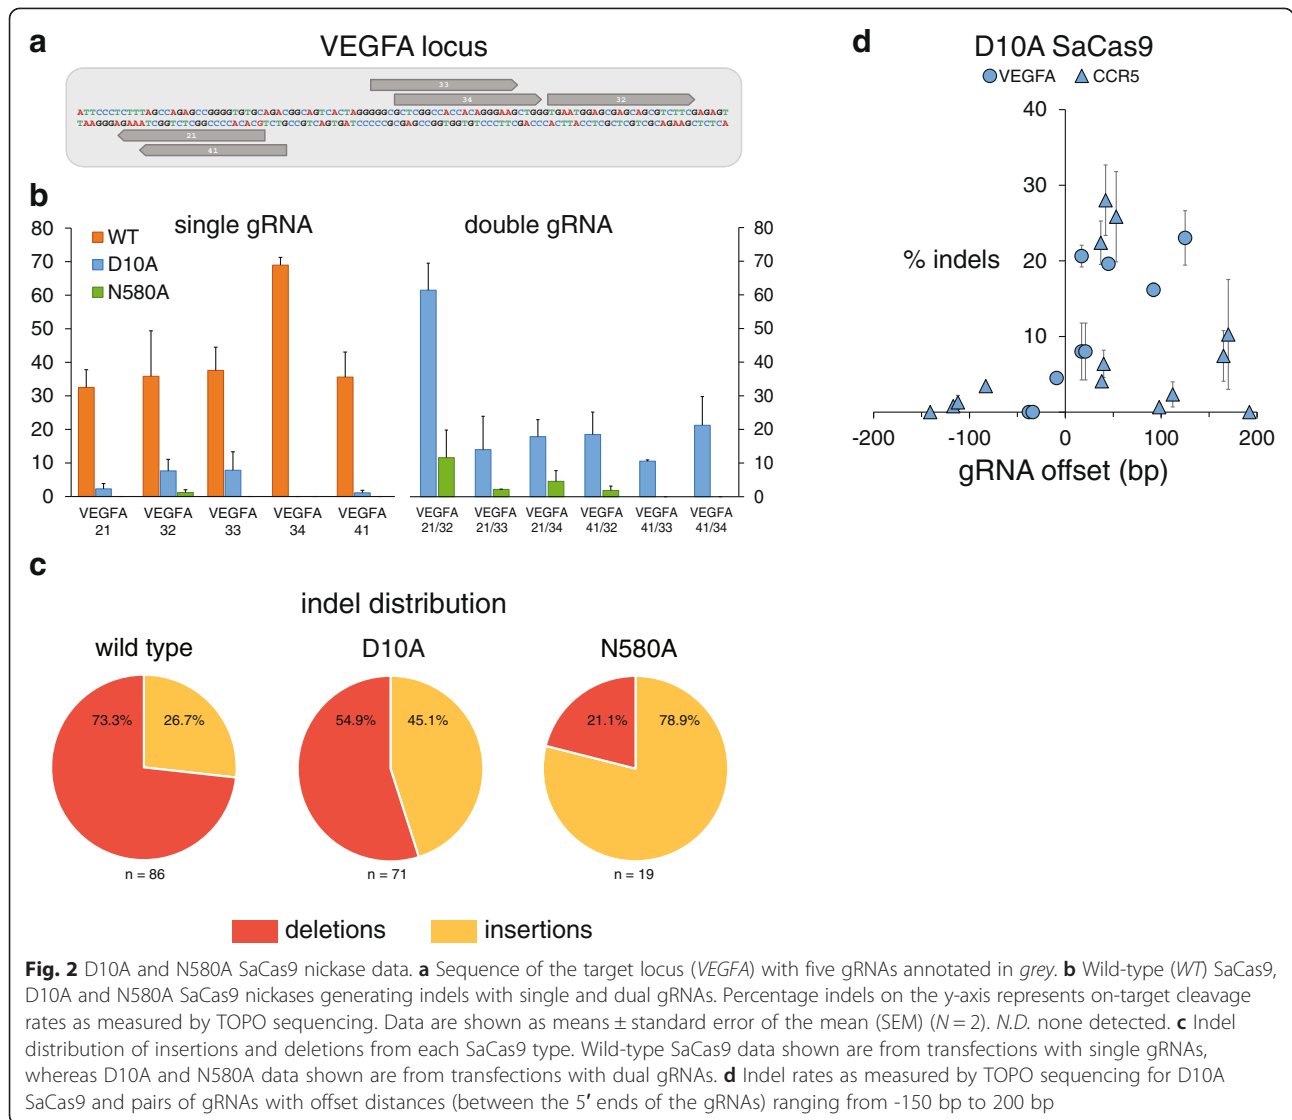 a
VEGFA locus
33
34
32
ATTCCCTCTTTAGCCAGAGCCGGGGTGTGCAGACGGCAGTCACTAGGGGGCGCTCGGCCACCACAGGGAAGCTGGGTGAATGGAGCGAGCAGCGTCTTCGAGAGT
TAAGGGAGAAATCGGTCTCGGCCCCACACGTCTGCCGTCAGTGATCCCCCGCGAGCCGGTGGTGTCCCTTCGACCCACTTACCTCGCTCGTCGCAGAAGCTCTCA
21
41
b
single gRNA
double gRNA
WT
D10A
N580A
80
70
60
50
40
30
20
10
0
80
70
60
50
40
30
20
10
0
VEGFA 21
VEGFA 32
VEGFA 33
VEGFA 34
VEGFA 41
VEGFA 21/32
VEGFA 21/33
VEGFA 21/34
VEGFA 41/32
VEGFA 41/33
VEGFA 41/34
c
indel distribution
wild type
D10A
N580A
73.3%
26.7%
54.9%
45.1%
21.1%
78.9%
n = 86
n = 71
n = 19
deletions
insertions
d
D10A SaCas9
VEGFA
CCR5
40
30
20
10
% indels
-200
-100
0
100
200
gRNA offset (bp)
Fig. 2 D10A and N580A SaCas9 nickase data. a Sequence of the target locus (VEGFA) with five gRNAs annotated in grey. b Wild-type (WT) SaCas9,
D10A and N580A SaCas9 nickases generating indels with single and dual gRNAs. Percentage indels on the y-axis represents on-target cleavage
rates as measured by TOPO sequencing. Data are shown as means ± standard error of the mean (SEM) (N = 2). N.D. none detected. c Indel
distribution of insertions and deletions from each SaCas9 type. Wild-type SaCas9 data shown are from transfections with single gRNAs,
whereas D10A and N580A data shown are from transfections with dual gRNAs. d Indel rates as measured by TOPO sequencing for D10A
SaCas9 and pairs of gRNAs with offset distances (between the 5′ ends of the gRNAs) ranging from -150 bp to 200 bp